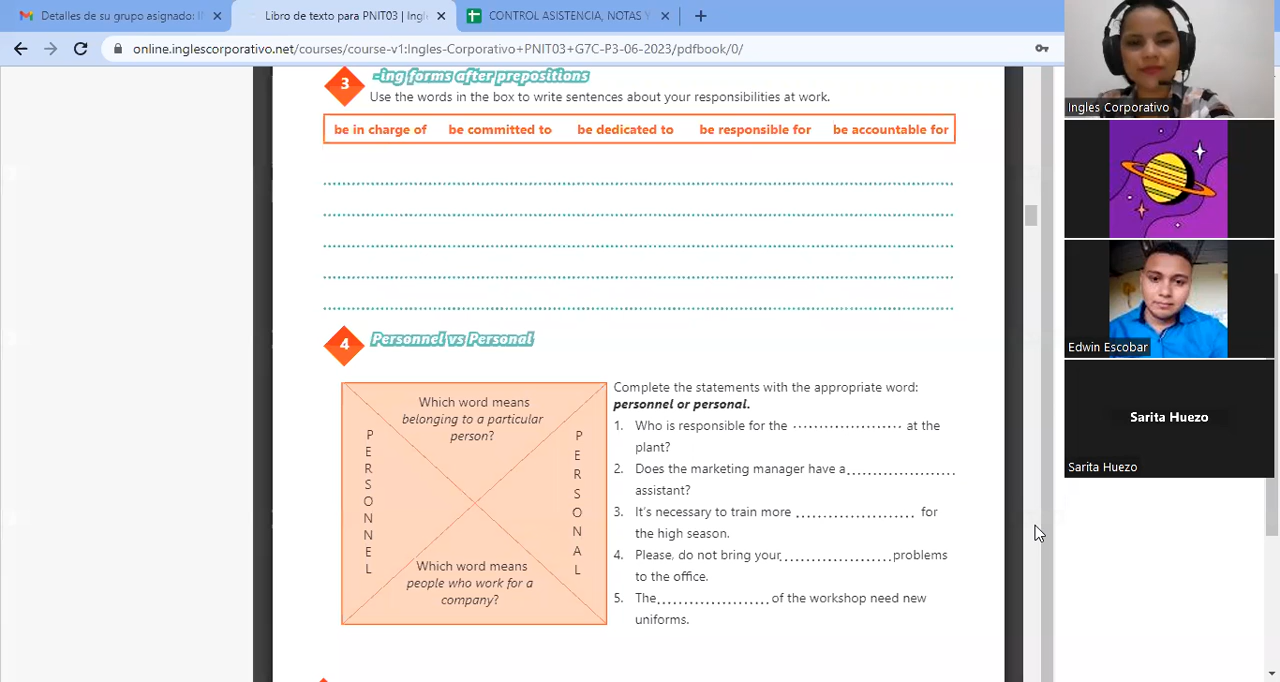 Detalles de su grupo asignado: I
Libro de texto para PNIT03 | Ingl
CONTROL ASISTENCIA, NOTAS Y
online.inglescorporativo.net/courses/course-v1:Ingles-Corporativo+PNIT03+G7C-P3-06-2023/pdfbook/0/
3
-ing forms after prepositions
Use the words in the box to write sentences about your responsibilities at work.
be in charge of be committed to be dedicated to be responsible for be accountable for
4
Personnel vs Personal
Which word means
belonging to a particular
person?
PERSONNEL
PERSONAL
Which word means
people who work for a
company?
Complete the statements with the appropriate word:
personnel or personal.
1. Who is responsible for the .................... at the
plant?
2. Does the marketing manager have a....................
assistant?
3. It's necessary to train more .................... for
the high season.
4. Please, do not bring your....................problems
to the office.
5. The....................of the workshop need new
uniforms.
Ingles Corporativo
Edwin Escobar
Sarita Huezo
Sarita Huezo